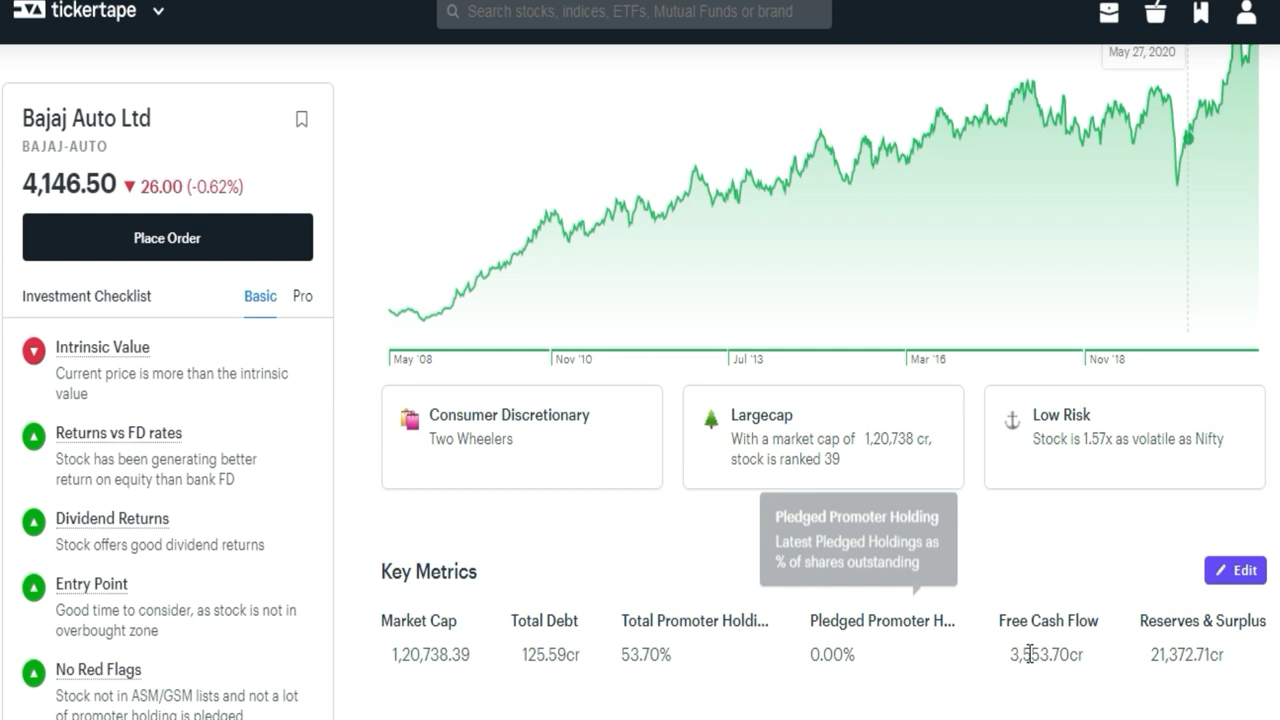 tickertape
Search stocks, indices, ETFs, Mutual Funds or brand
May 27, 2020
Bajaj Auto Ltd
BAJAJ-AUTO
4,146.50 ▼ 26.00 (-0.62%)
Place Order
Investment Checklist
Basic
Pro
Intrinsic Value
Current price is more than the intrinsic
value
Returns vs FD rates
Stock has been generating better
return on equity than bank FD
Dividend Returns
Stock offers good dividend returns
Entry Point
Good time to consider, as stock is not in
overbought zone
No Red Flags
Stock not in ASM/GSM lists and not a lot
of promoter holding is pledged
May '08
Nov '10
Jul '13
Mar '16
Nov '18
Consumer Discretionary
Two Wheelers
Largecap
With a market cap of 1,20,738 cr,
stock is ranked 39
Low Risk
Stock is 1.57x as volatile as Nifty
Pledged Promoter Holding
Latest Pledged Holdings as
% of shares outstanding
Key Metrics
Edit
Market Cap
Total Debt
Total Promoter Holdi...
Pledged Promoter H...
Free Cash Flow
Reserves & Surplus
1,20,738.39
125.59cr
53.70%
0.00%
21,372.71cr